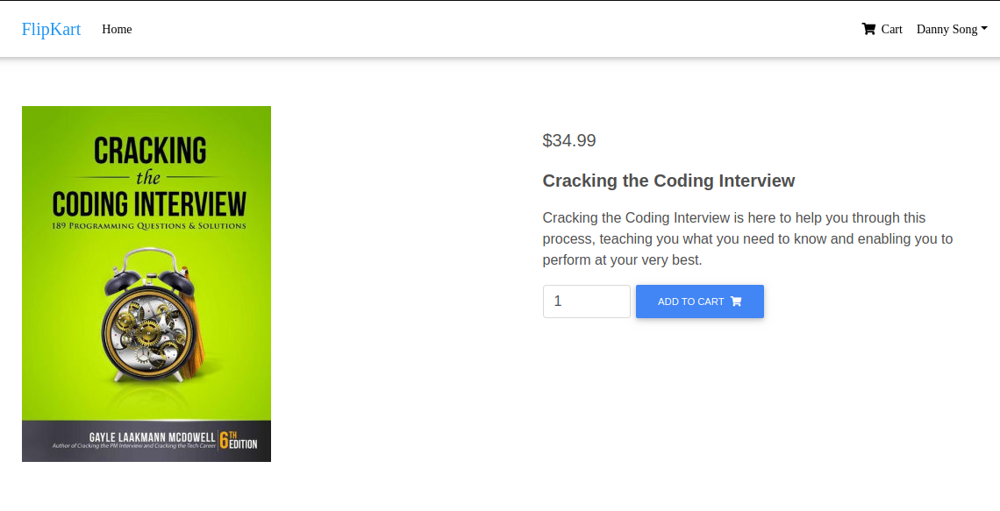 FlipKart Home Cart Danny Song
CRACKING
the
CODING INTERVIEW
189 PROGRAMMING QUESTIONS & SOLUTIONS
GAYLE LAAKMANN MCDOWELL 6TH EDITION
Author of Cracking the PM Interview and Cracking the Tech Career
$34.99
Cracking the Coding Interview
Cracking the Coding Interview is here to help you through this
process, teaching you what you need to know and enabling you to
perform at your very best.
1 ADD TO CART